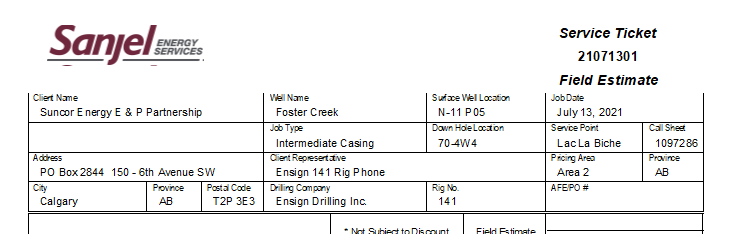 Sanjel ENERGY SERVICES
Service Ticket
21071301
Field Estimate
Client Name Well Name Surface Well Location Job Date
Suncor Energy E & P Partnership Foster Creek N-11 P05 July 13, 2021
Job Type Down Hole Location Service Point Call Sheet
Intermediate Casing 70-4W4 Lac La Biche 1097286
Address Client Representative Pricing Area Province
PO Box 2844 150 - 6th Avenue SW Ensign 141 Rig Phone Area 2 AB
City Province Postal Code Drilling Company Rig No. AFE/PO #
Calgary AB T2P 3E3 Ensign Drilling Inc. 141
* Not Subject to Discount Field Estimate